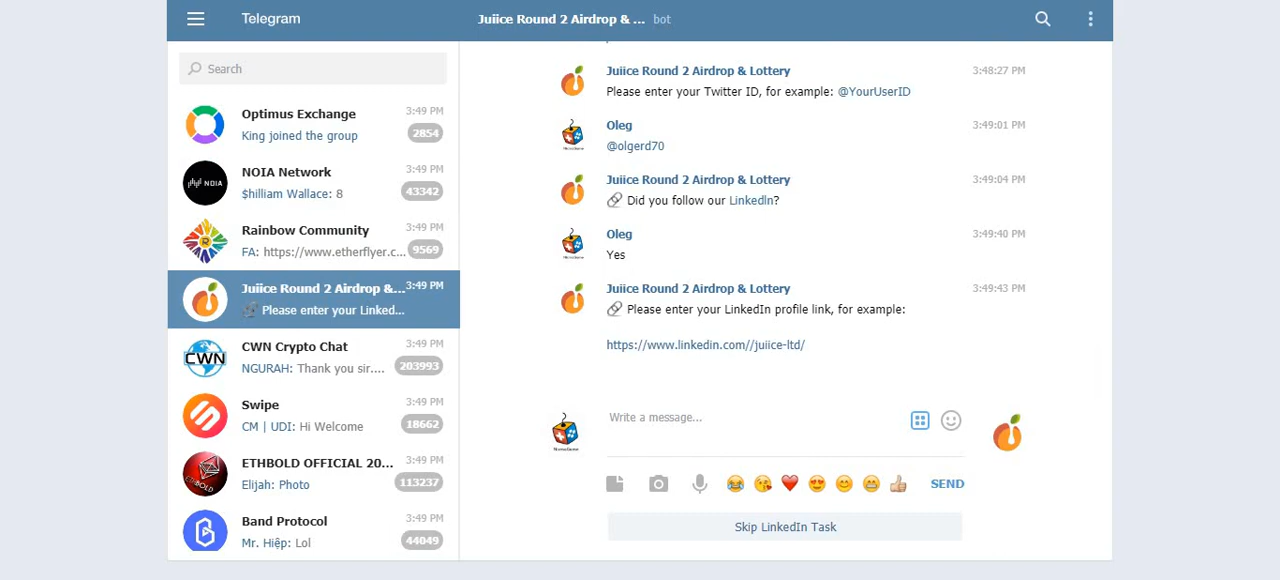 Telegram
Juiice Round 2 Airdrop & ... bot
Search
Optimus Exchange 3:49 PM
King joined the group 2854
NOIA Network 3:49 PM
$hilliam Wallace: 8 43342
Rainbow Community 3:49 PM
FA: https://www.etherflyer.c... 9569
Juiice Round 2 Airdrop &... 3:49 PM
Please enter your Linked...
CWN Crypto Chat 3:49 PM
NGURAH: Thank you sir.... 203993
Swipe 3:49 PM
CM | UDI: Hi Welcome 18662
ETHBOLD OFFICIAL 20... 3:49 PM
Elijah: Photo 113237
Band Protocol 3:49 PM
Mr. Hiệp: Lol 44049
NOIA
CWN
Juiice Round 2 Airdrop & Lottery 3:48:27 PM
Please enter your Twitter ID, for example: @YourUserID
Oleg 3:49:01 PM
@olgerd70
Juiice Round 2 Airdrop & Lottery 3:49:04 PM
Did you follow our LinkedIn?
Oleg 3:49:40 PM
Yes
Juiice Round 2 Airdrop & Lottery 3:49:43 PM
Please enter your LinkedIn profile link, for example:
https://www.linkedin.com//juiice-ltd/
Write a message...
SEND
Skip LinkedIn Task